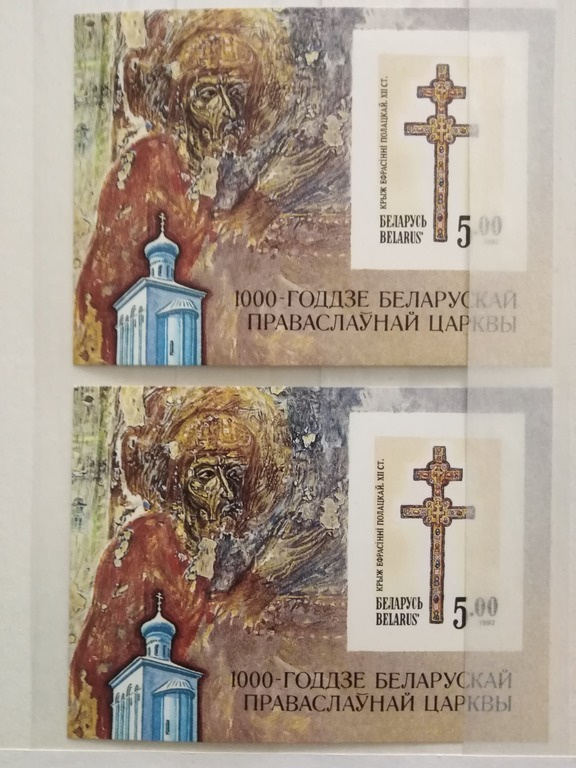 КРЫЖ ЕФРАСІННІ ПОЛАЦКАЙ. XII СТ.
БЕЛАРУСЬ
BELARUS' 5.00
1992
1000-ГОДДЗЕ БЕЛАРУСКАЙ
ПРАВАСЛАЎНАЙ ЦАРКВЫ
КРЫЖ ЕФРАСІННІ ПОЛАЦКАЙ. XII СТ.
БЕЛАРУСЬ
BELARUS' 5.00
1992
1000-ГОДДЗЕ БЕЛАРУСКАЙ
ПРАВАСЛАЎНАЙ ЦАРКВЫ